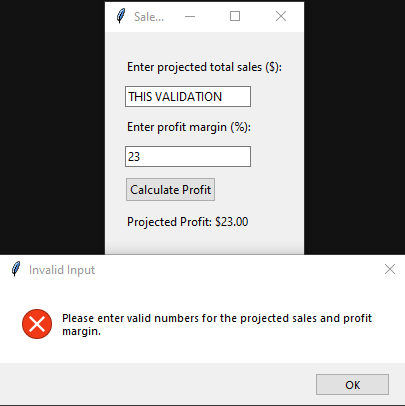 Sale...
Enter projected total sales ($):
THIS VALIDATION
Enter profit margin (%):
23
Calculate Profit
Projected Profit: $23.00
Invalid Input
Please enter valid numbers for the projected sales and profit
margin.
OK